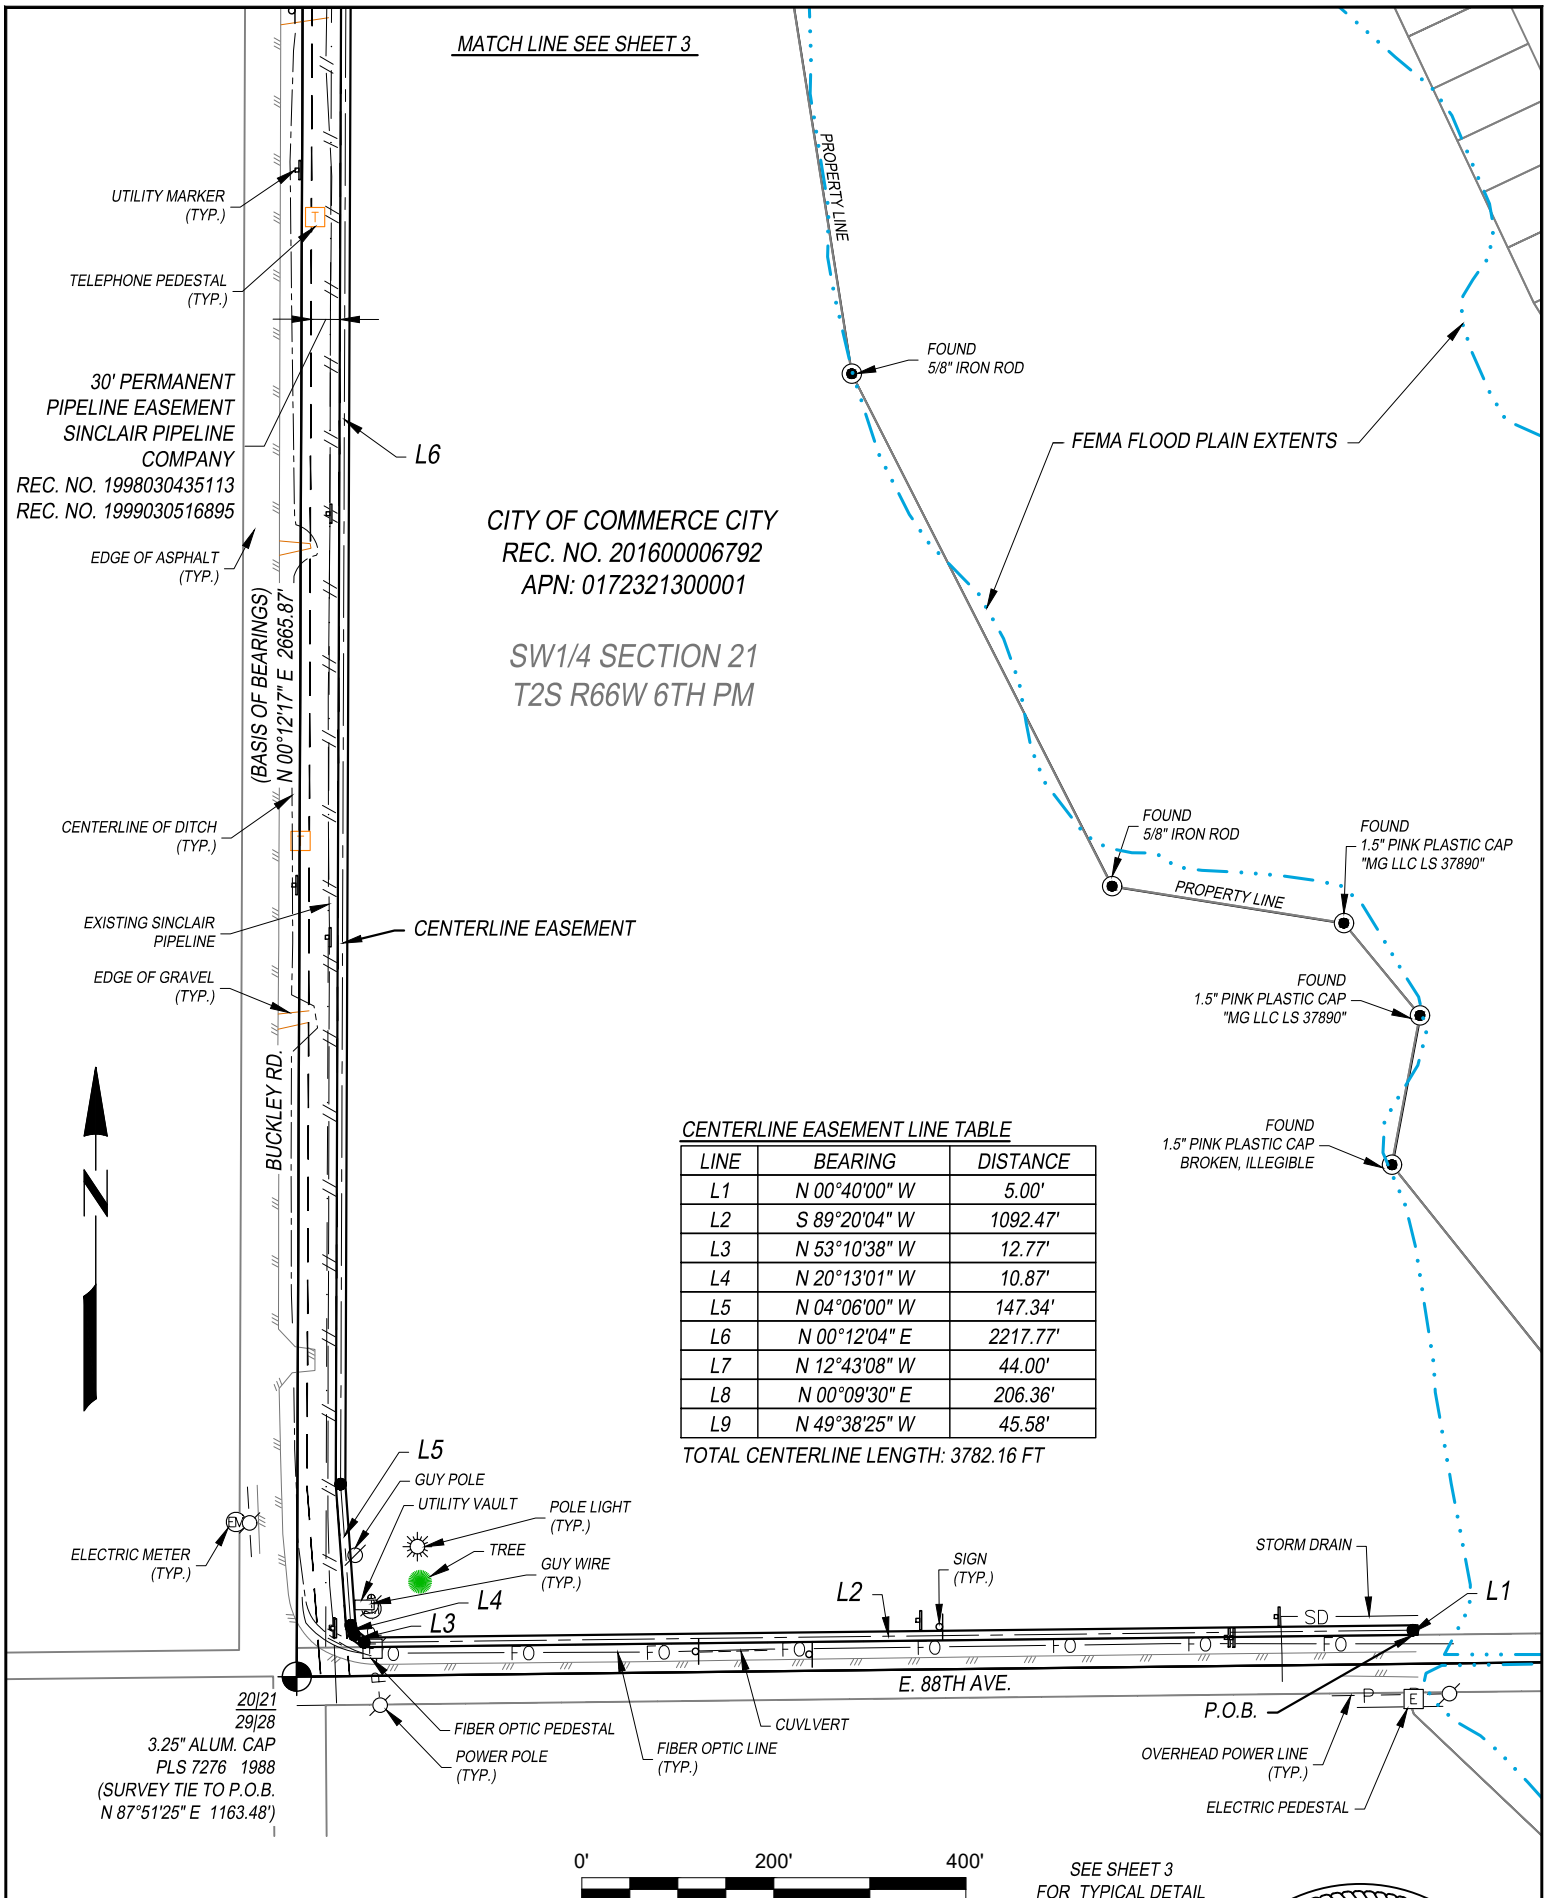 MATCH LINE SEE SHEET 3
PROPERTY LINE
UTILITY MARKER
(TYP.)
T
TELEPHONE PEDESTAL
(TYP.)
30' PERMANENT
PIPELINE EASEMENT
SINCLAIR PIPELINE
COMPANY
REC. NO. 1998030435113
REC. NO. 1999030516895
L6
FOUND
5/8" IRON ROD
FEMA FLOOD PLAIN EXTENTS
CITY OF COMMERCE CITY
REC. NO. 201600006792
APN: 0172321300001
SW1/4 SECTION 21
T2S R66W 6TH PM
EDGE OF ASPHALT
(TYP.)
(BASIS OF BEARINGS)
N 00°12'17" E 2665.87'
CENTERLINE OF DITCH
(TYP.)
T
FOUND
5/8" IRON ROD
FOUND
1.5" PINK PLASTIC CAP
"MG LLC LS 37890"
PROPERTY LINE
EXISTING SINCLAIR
PIPELINE
CENTERLINE EASEMENT
EDGE OF GRAVEL
(TYP.)
FOUND
1.5" PINK PLASTIC CAP
"MG LLC LS 37890"
BUCKLEY RD.
N
FOUND
1.5" PINK PLASTIC CAP
BROKEN, ILLEGIBLE
CENTERLINE EASEMENT LINE TABLE
LINE BEARING DISTANCE
L1 N 00°40'00" W 5.00'
L2 S 89°20'04" W 1092.47'
L3 N 53°10'38" W 12.77'
L4 N 20°13'01" W 10.87'
L5 N 04°06'00" W 147.34'
L6 N 00°12'04" E 2217.77'
L7 N 12°43'08" W 44.00'
L8 N 00°09'30" E 206.36'
L9 N 49°38'25" W 45.58'
TOTAL CENTERLINE LENGTH: 3782.16 FT
L5
GUY POLE
UTILITY VAULT
POLE LIGHT
(TYP.)
TREE
GUY WIRE
(TYP.)
L4
L3
EM
ELECTRIC METER
(TYP.)
L2
SIGN
(TYP.)
STORM DRAIN
L1
SD
FO FO FO FO FO FO FO FO
P
E. 88TH AVE.
P.O.B.
P
E
20|21
29|28
3.25" ALUM. CAP
PLS 7276 1988
(SURVEY TIE TO P.O.B.
N 87°51'25" E 1163.48')
FIBER OPTIC PEDESTAL
POWER POLE
(TYP.)
FIBER OPTIC LINE
(TYP.)
CUVLVERT
OVERHEAD POWER LINE
(TYP.)
ELECTRIC PEDESTAL
0' 200' 400'
SEE SHEET 3
FOR TYPICAL DETAIL